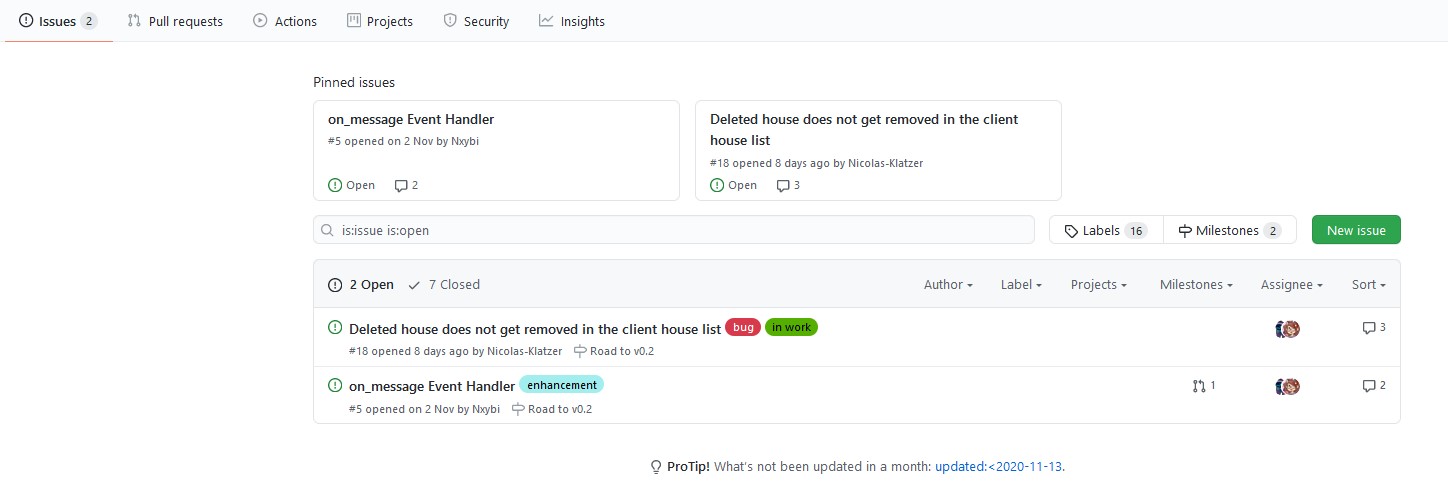 Issues 2 Pull requests Actions Projects Security Insights
Pinned issues
on_message Event Handler
#5 opened on 2 Nov by Nxybi
Open 2
Deleted house does not get removed in the client
house list
#18 opened 8 days ago by Nicolas-Klatzer
Open 3
is:issue is:open
Labels 16 Milestones 2 New issue
2 Open 7 Closed Author Label Projects Milestones Assignee Sort
Deleted house does not get removed in the client house list bug in work 3
#18 opened 8 days ago by Nicolas-Klatzer Road to v0.2
on_message Event Handler enhancement 1 2
#5 opened on 2 Nov by Nxybi Road to v0.2
ProTip! What's not been updated in a month: updated:<2020-11-13.